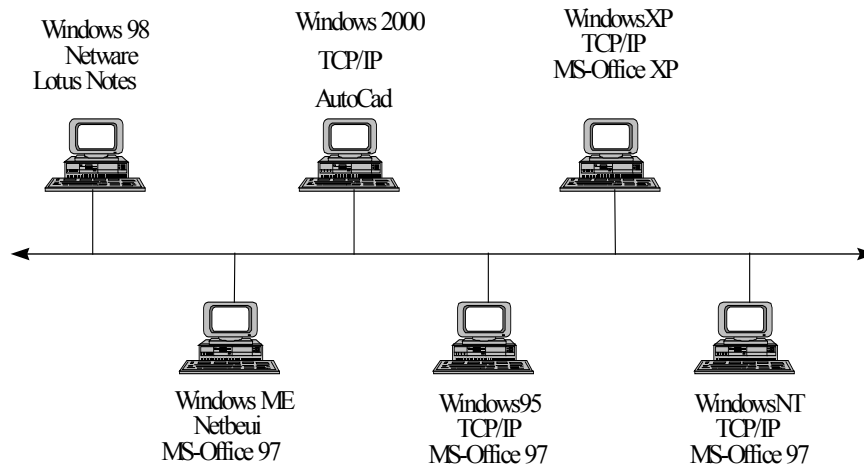 Windows 98
Netware
Lotus Notes
Windows 2000
TCP/IP
AutoCad
WindowsXP
TCP/IP
MS-Office XP
Windows ME
Netbeui
MS-Office 97
Windows95
TCP/IP
MS-Office 97
WindowsNT
TCP/IP
MS-Office 97